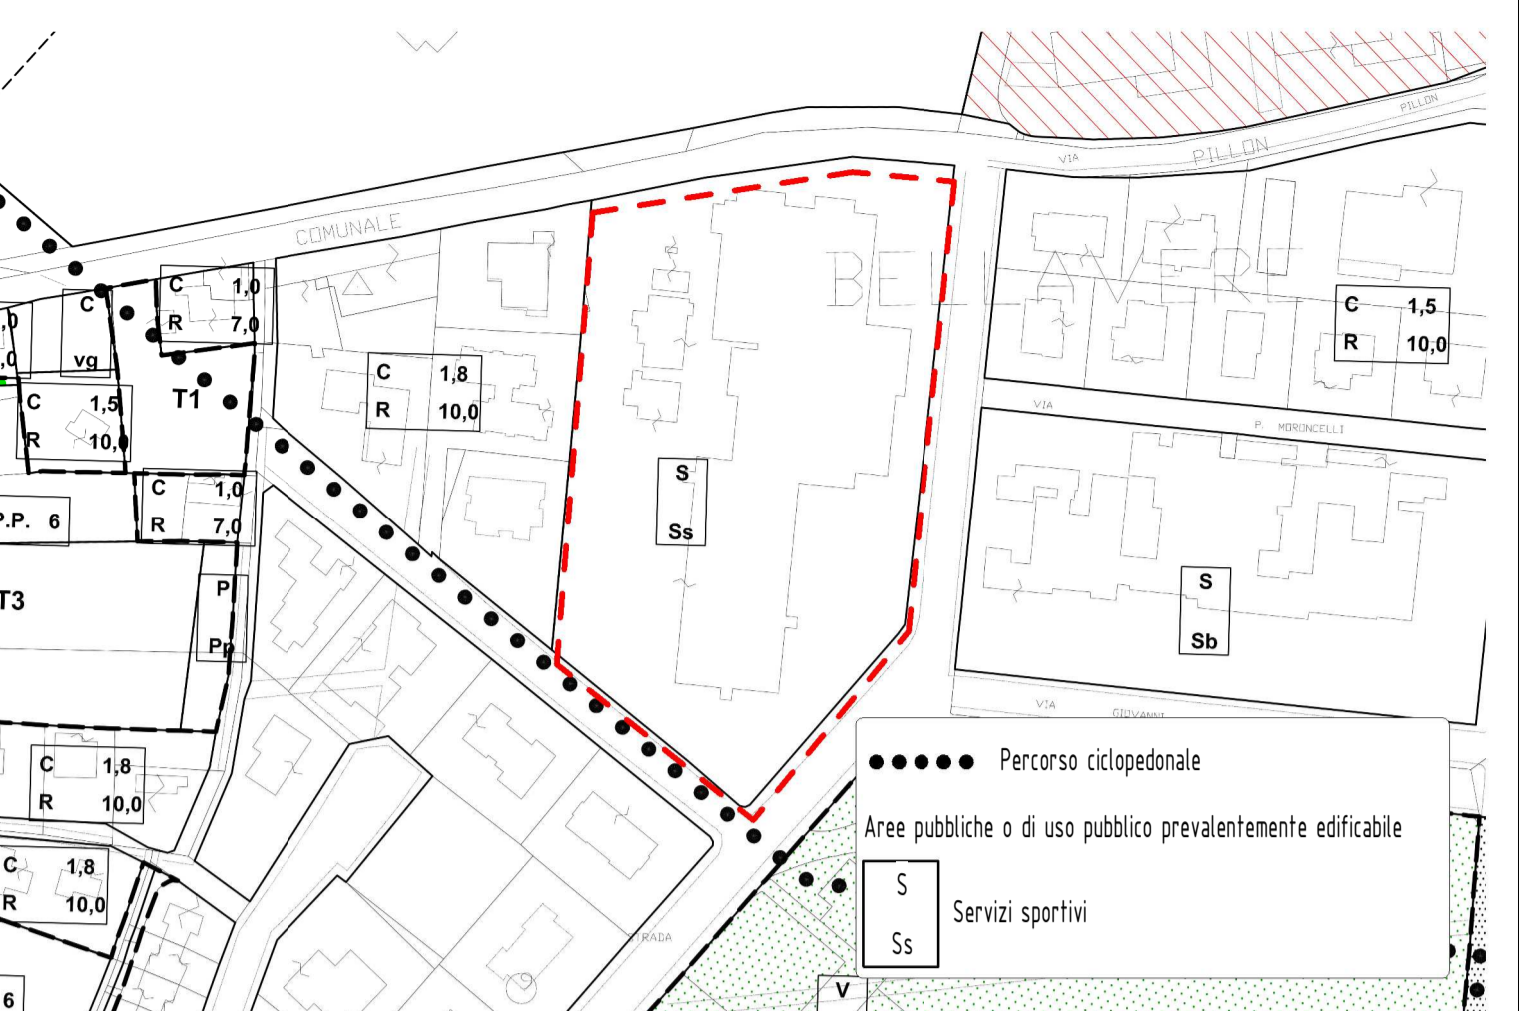 PILLON
VIA
PILLON
COMUNALE
BELLAVERE
C 1,0
R 7,0
C
vg
,0
,0
T1
C 1,5
R 10,0
C 1,8
R 10,0
C 1,5
R 10,0
VIA
P. MORONCELLI
S
Ss
C 1,0
R 7,0
P.P. 6
S
Sb
P
Pp
T3
VIA
GIOVANNI
C 1,8
R 10,0
C 1,8
R 10,0
STRADA
6
V
Percorso ciclopedonale
Aree pubbliche o di uso pubblico prevalentemente edificabile
S
Ss
Servizi sportivi